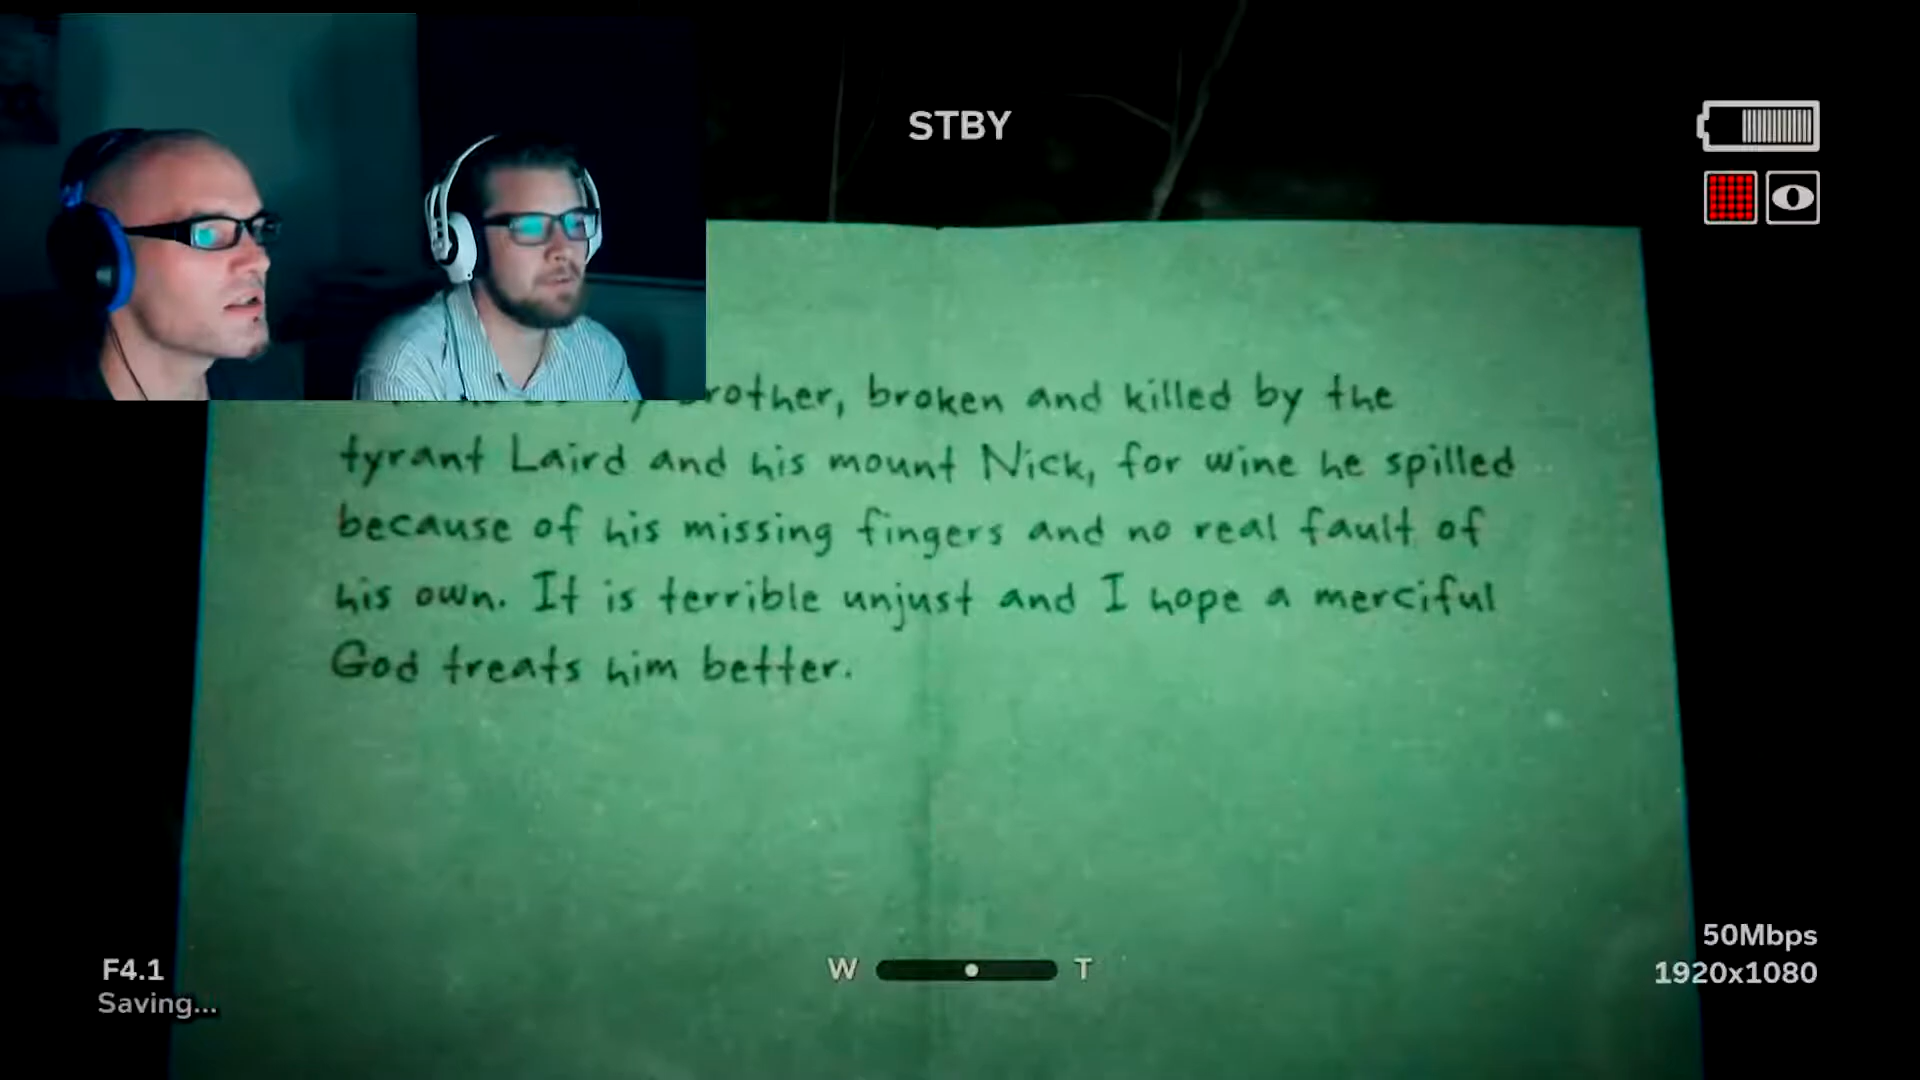 STBY
brother, broken and killed by the
tyrant Laird and his mount Nick, for wine he spilled
because of his missing fingers and no real fault of
his own. It is terrible unjust and I hope a merciful
God treats him better.
50Mbps
F4.1
W T
1920x1080
Saving...